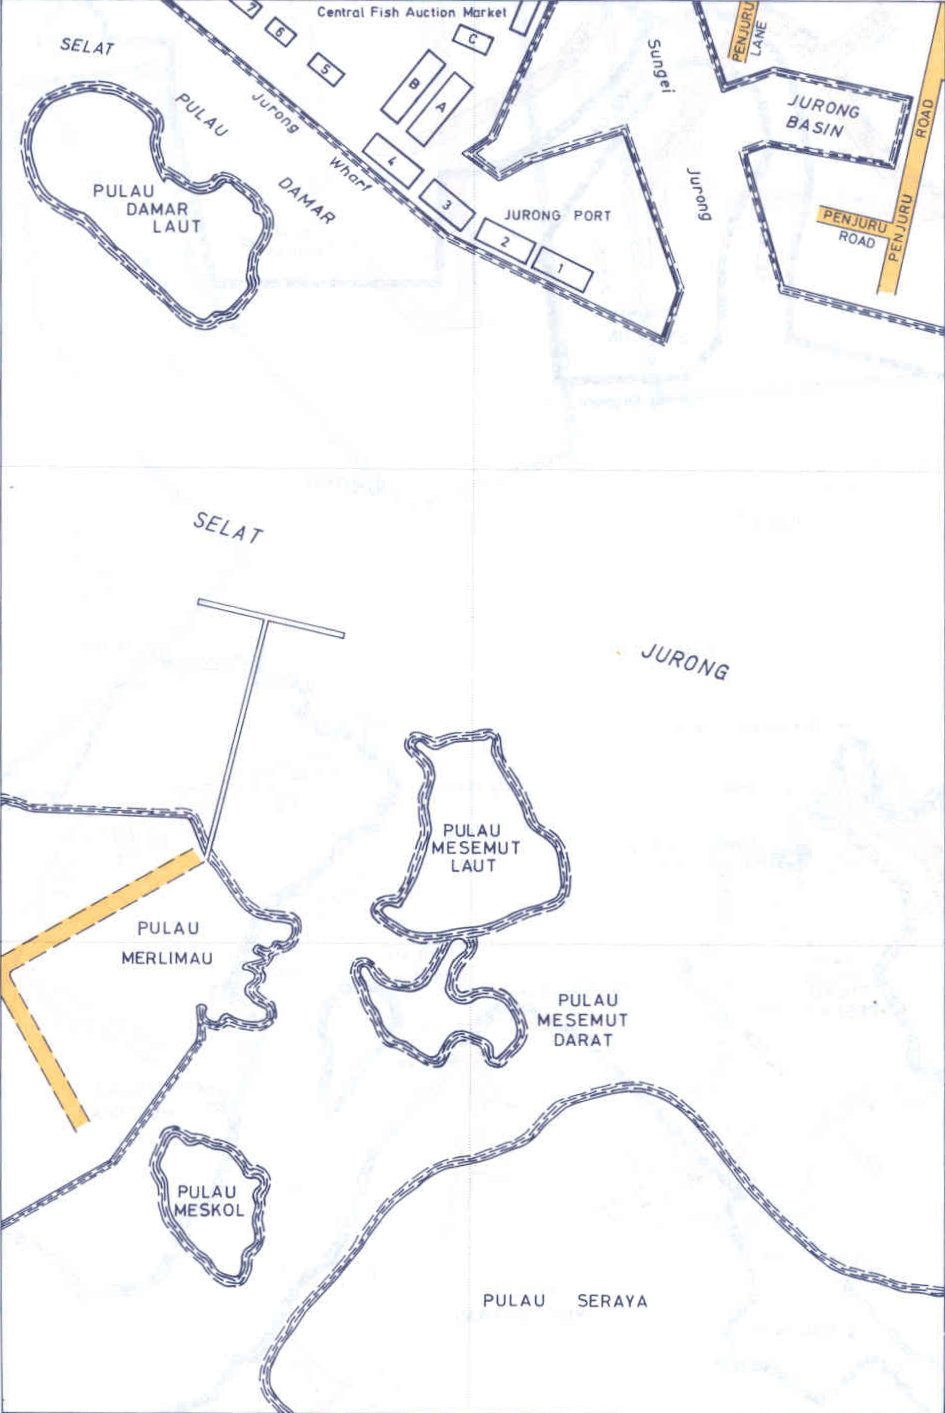 Central Fish Auction Market
7
6
5
C
B
A
4
3
2
1
SELAT
PULAU
DAMAR
Jurong
Wharf
PULAU
DAMAR
LAUT
JURONG PORT
Sungei
Jurong
PENJURU
LANE
JURONG
BASIN
ROAD
PENJURU
PENJURU
ROAD
SELAT
JURONG
PULAU
MESEMUT
LAUT
PULAU
MERLIMAU
PULAU
MESEMUT
DARAT
PULAU
MESKOL
PULAU SERAYA